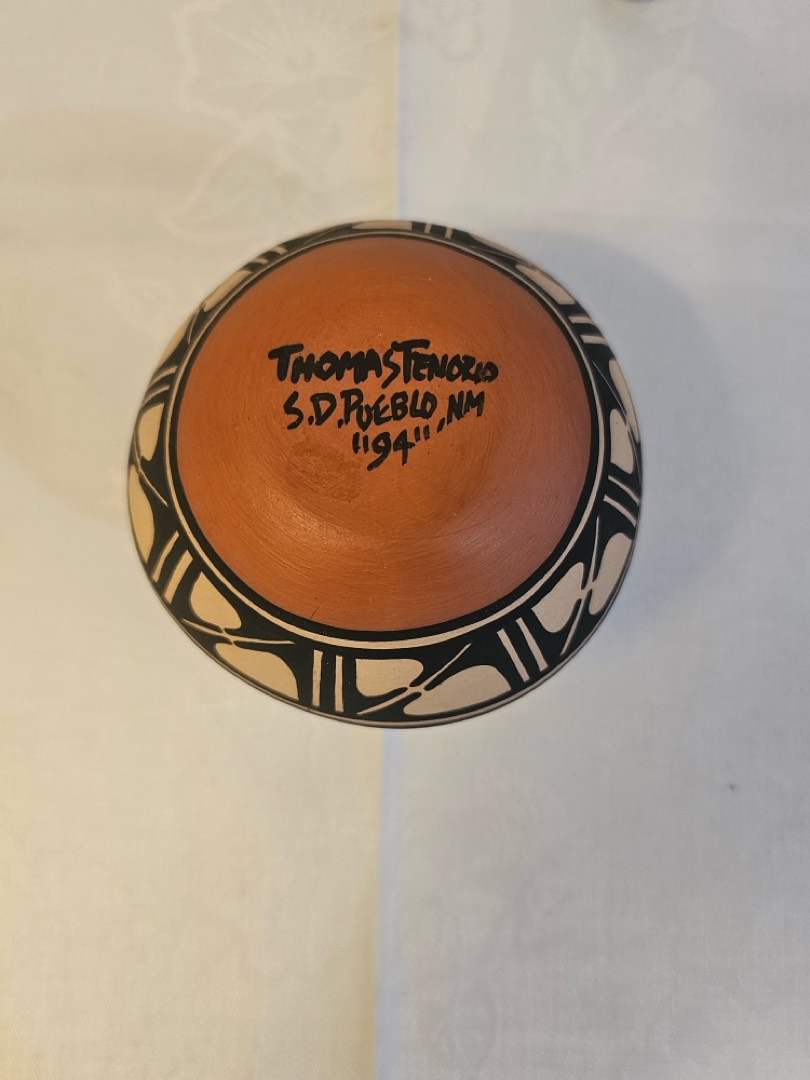 THOMAS TENORIO
S.D. PUEBLO, NM
"94"